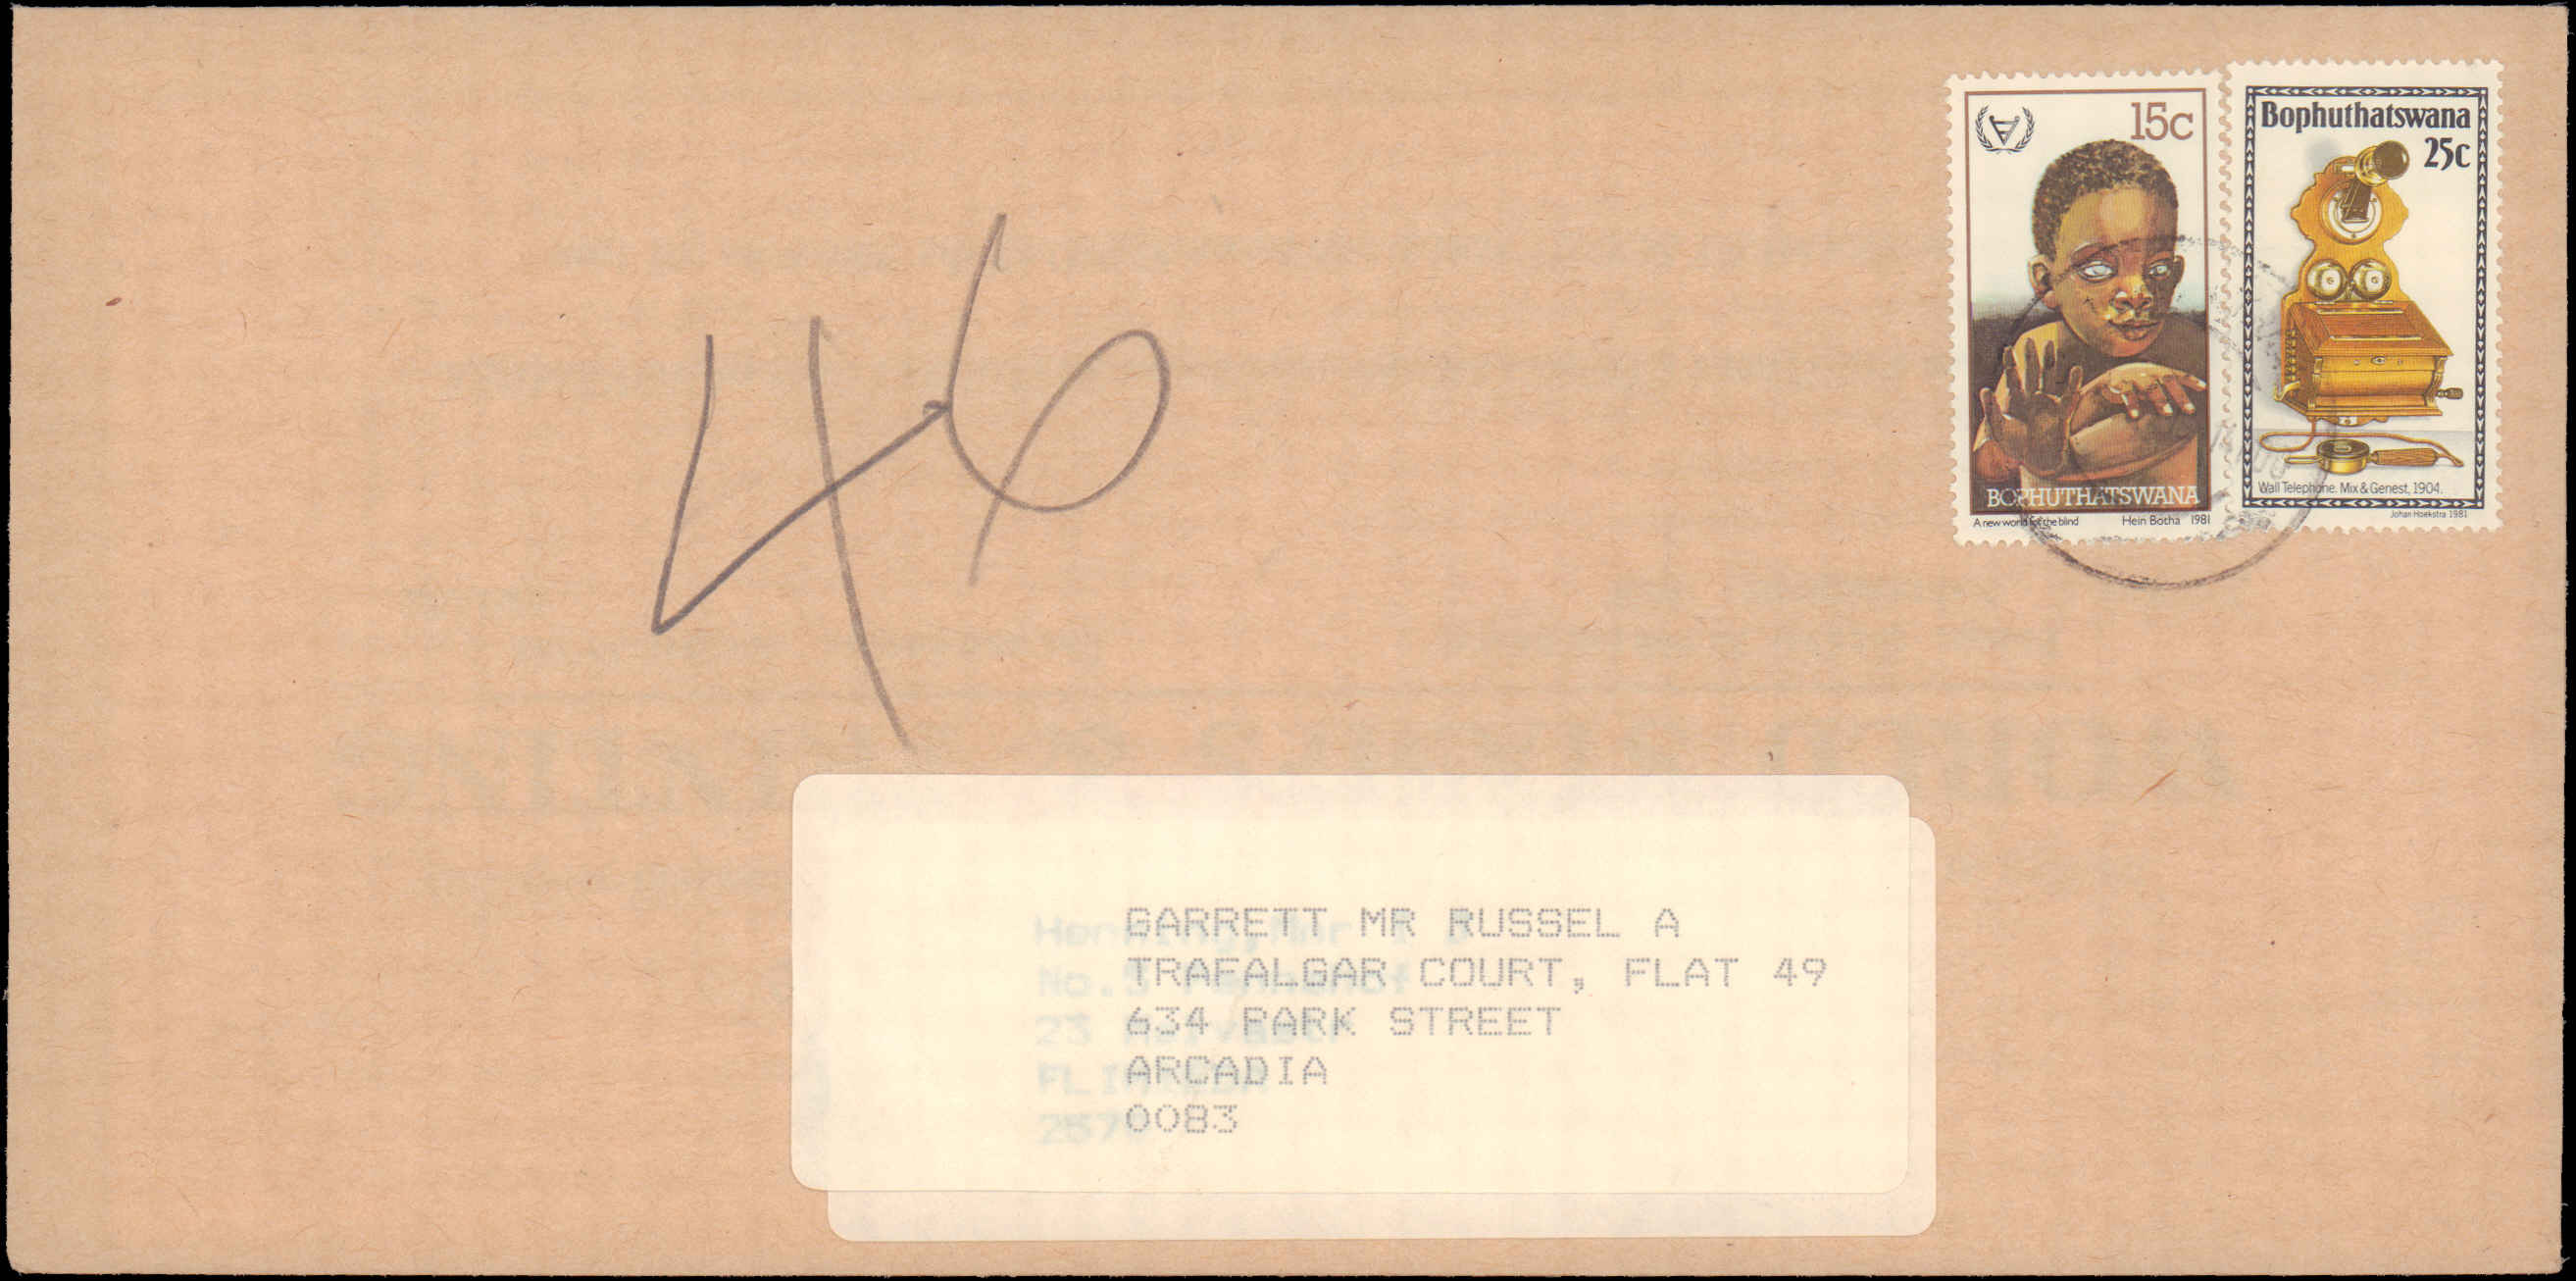 15c
BOPHUTHATSWANA
A new world for the blind
Hein Botha 1981
Bophuthatswana
25c
Wall Telephone. Mix & Genest, 1904.
Johan Hoekstra 1981
46
GARRETT MR RUSSEL A
TRAFALGAR COURT, FLAT 49
634 PARK STREET
ARCADIA
0083